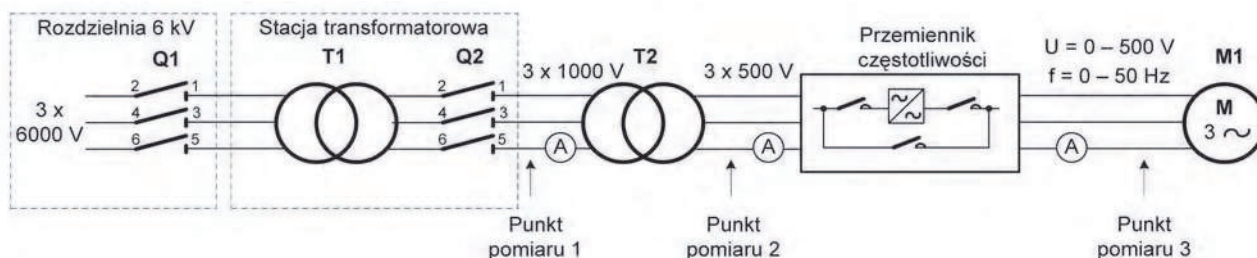 Rozdzielnia 6 kV
Stacja transformatorowa
Q1
T1
Q2
T2
Przemiennik
częstotliwości
U = 0 – 500 V
f = 0 – 50 Hz
M1
3 x
6000 V
2 1
4 3
6 5
2 1
4 3
6 5
3 x 1000 V
3 x 500 V
A
A
A
M
3
Punkt
pomiaru 1
Punkt
pomiaru 2
Punkt
pomiaru 3